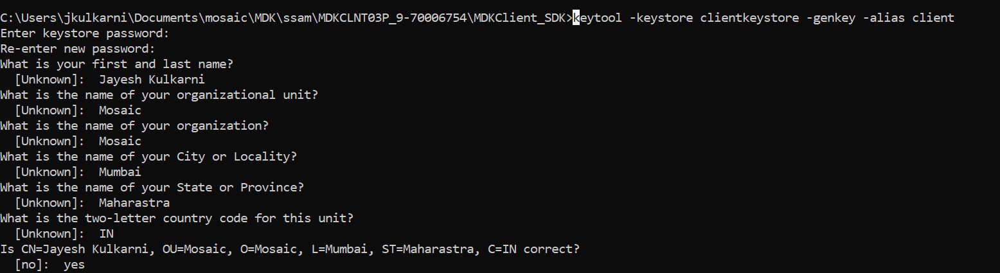 C:\Users\jkulkarni\Documents\mosaic\MDK\ssam\MDKCLNT03P_9-70006754\MDKClient_SDK>keytool -keystore clientkeystore -genkey -alias client
Enter keystore password:
Re-enter new password:
What is your first and last name?
  [Unknown]:  Jayesh Kulkarni
What is the name of your organizational unit?
  [Unknown]:  Mosaic
What is the name of your organization?
  [Unknown]:  Mosaic
What is the name of your City or Locality?
  [Unknown]:  Mumbai
What is the name of your State or Province?
  [Unknown]:  Maharastra
What is the two-letter country code for this unit?
  [Unknown]:  IN
Is CN=Jayesh Kulkarni, OU=Mosaic, O=Mosaic, L=Mumbai, ST=Maharastra, C=IN correct?
  [no]:  yes